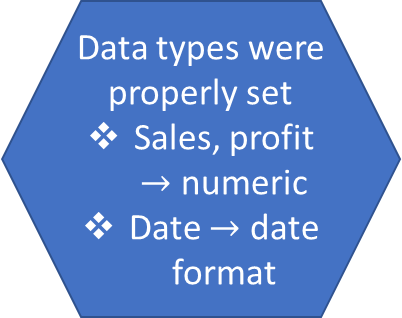 Data types were
properly set
❖ Sales, profit
→ numeric
❖ Date → date
format